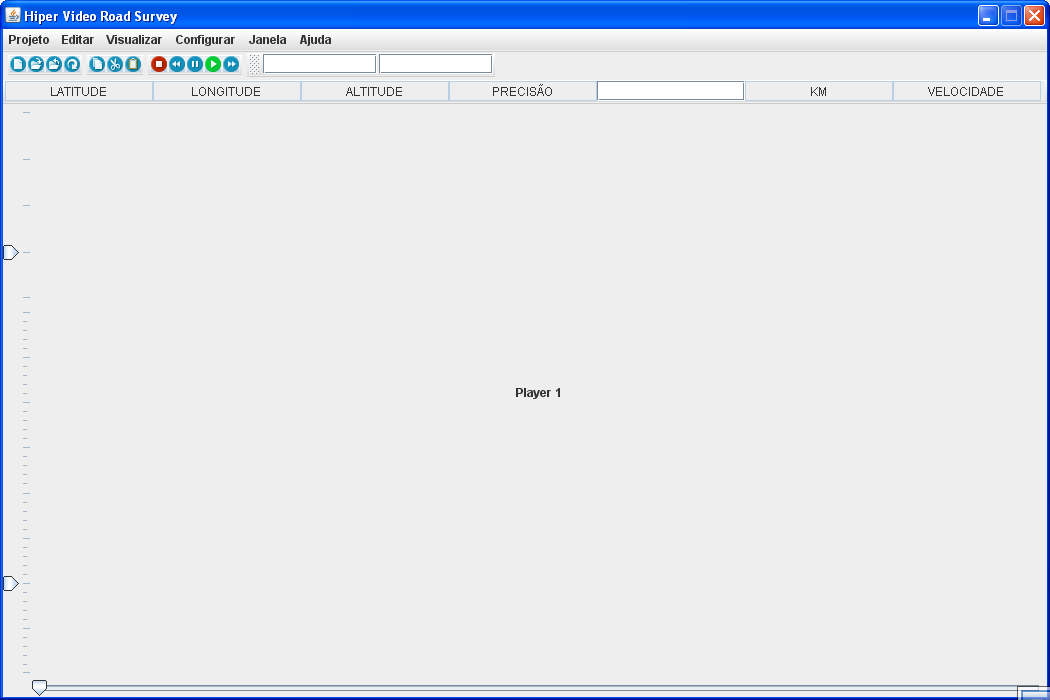 Hiper Video Road Survey
Projeto Editar Visualizar Configurar Janela Ajuda
LATITUDE LONGITUDE ALTITUDE PRECISÃO KM VELOCIDADE
Player 1